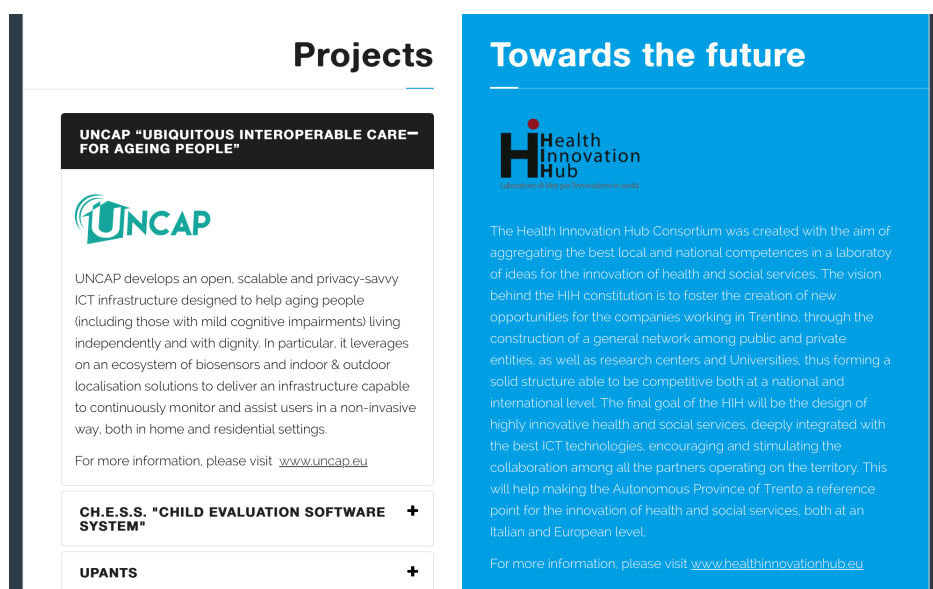 Projects
UNCAP “UBIQUITOUS INTEROPERABLE CARE
FOR AGEING PEOPLE”
UNCAP
UNCAP develops an open, scalable and privacy-savvy
ICT infrastructure designed to help aging people
(including those with mild cognitive impairments) living
independently and with dignity. In particular, it leverages
on an ecosystem of biosensors and indoor & outdoor
localisation solutions to deliver an infrastructure capable
to continuously monitor and assist users in a non-invasive
way, both in home and residential settings.
For more information, please visit www.uncap.eu
CH.E.S.S. "CHILD EVALUATION SOFTWARE
SYSTEM"
UPANTS
Towards the future
Health
Innovation
Hub
Laboratorio di idee per l'innovazione in sanità
The Health Innovation Hub Consortium was created with the aim of
aggregating the best local and national competences in a laboratoy
of ideas for the innovation of health and social services. The vision
behind the HIH constitution is to foster the creation of new
opportunities for the companies working in Trentino, through the
construction of a general network among public and private
entities, as well as research centers and Universities, thus forming a
solid structure able to be competitive both at a national and
international level. The final goal of the HIH will be the design of
highly innovative health and social services, deeply integrated with
the best ICT technologies, encouraging and stimulating the
collaboration among all the partners operating on the territory. This
will help making the Autonomous Province of Trento a reference
point for the innovation of health and social services, both at an
Italian and European level.
For more information, please visit www.healthinnovationhub.eu